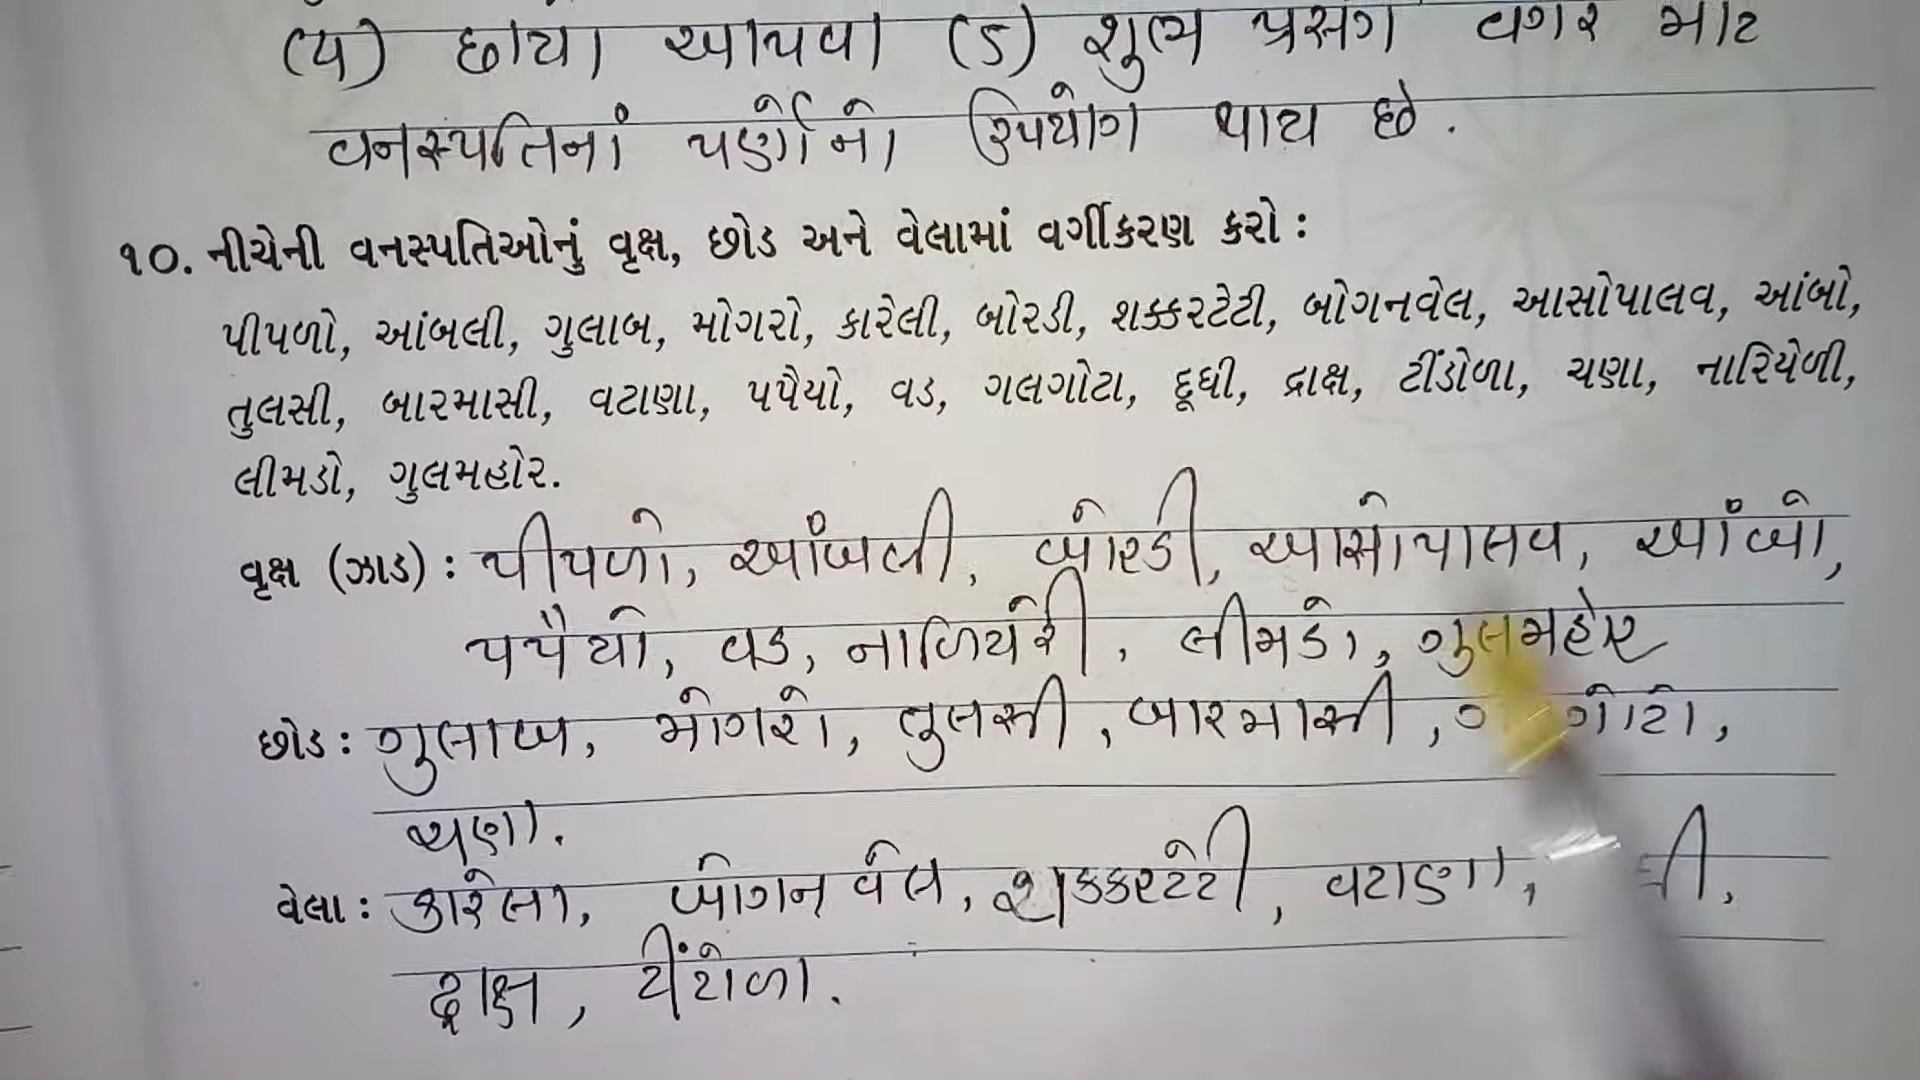 (૫) છાયા આપવા (૬) શુભ પ્રસંગે વગેરે માટે
વનસ્પતિનાં પર્ણોનો ઉપયોગ થાય છે.
૧૦. નીચેની વનસ્પતિઓનું વૃક્ષ, છોડ અને વેલામાં વર્ગીકરણ કરો :
પીપળો, આંબલી, ગુલાબ, મોગરો, કારેલી, બોરડી, શક્કરટેટી, બોગનવેલ, આસોપાલવ, આંબો,
તુલસી, બારમાસી, વટાણા, પપૈયો, વડ, ગલગોટા, દૂધી, દ્રાક્ષ, ટીંડોળા, ચણા, નારિયેળી,
લીમડો, ગુલમહોર.
વૃક્ષ (ઝાડ) : પીપળો, આંબલી, બોરડી, આસોપાલવ, આંબો,
પપૈયો, વડ, નાળિયેરી, લીમડો, ગુલમહોર
છોડ : ગુલાબ, મોગરો, તુલસી, બારમાસી,
ચણા.
વેલા : કારેલા, બોગનવેલ, શક્કરટેટી, વટાણા,
દ્રાક્ષ, ટીંડોળા.